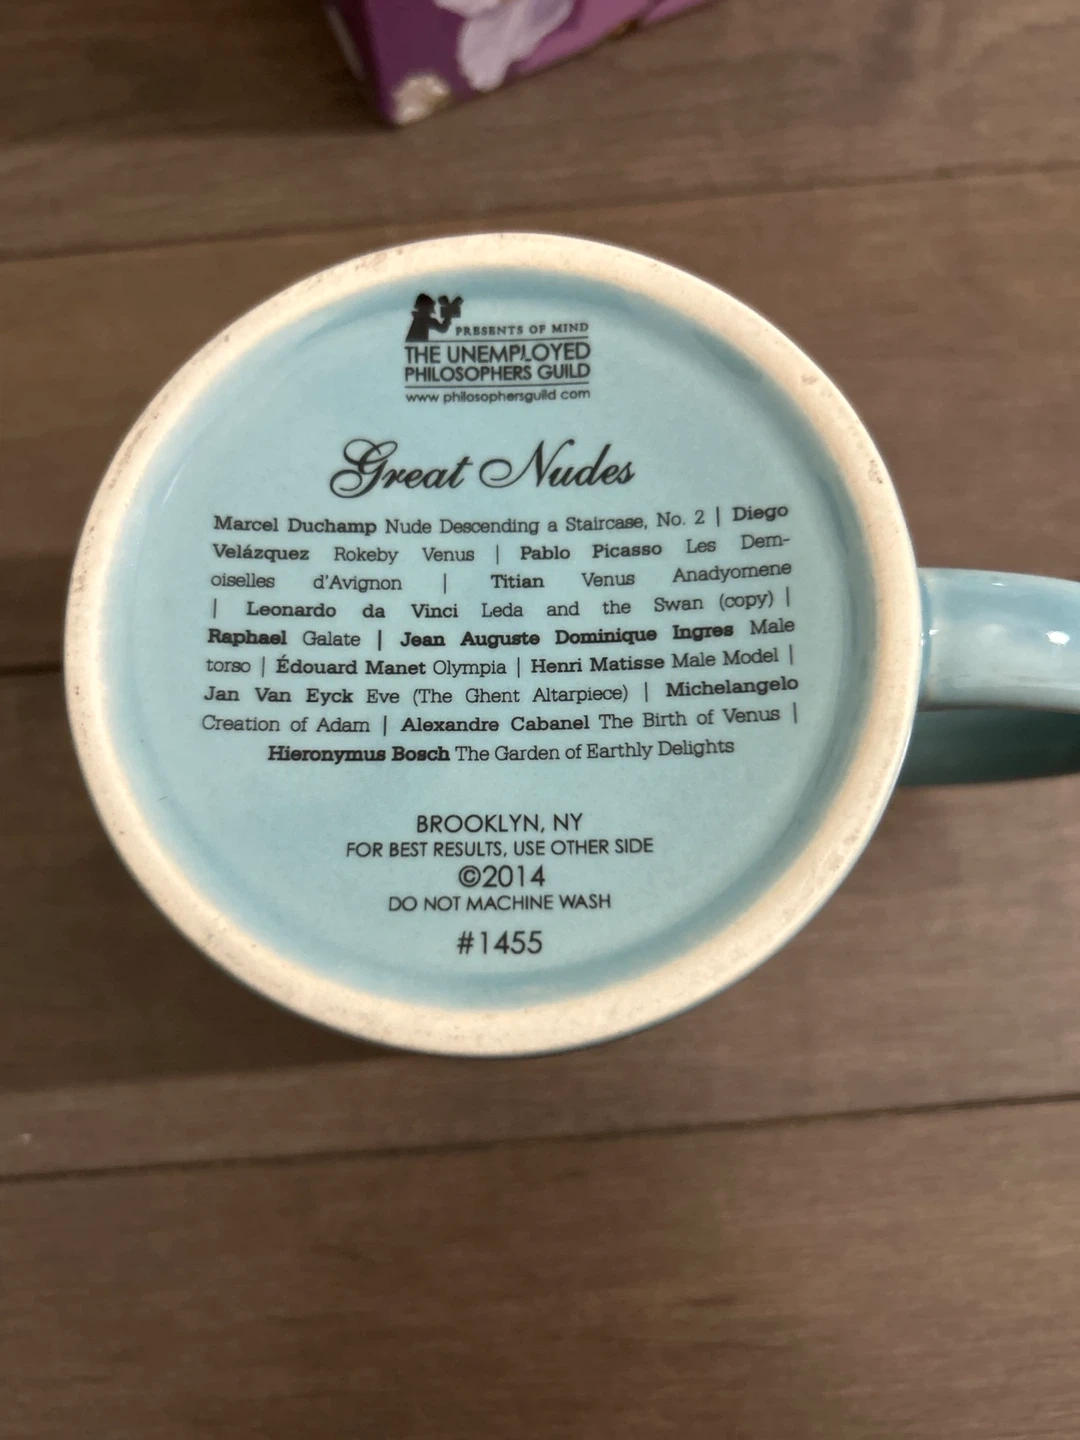 PRESENTS OF MIND
THE UNEMPLOYED
PHILOSOPHERS GUILD
www philosophersguild com
Great Nudes
Marcel Duchamp Nude Descending a Staircase, No. 2 | Diego
Velázquez Rokeby Venus | Pablo Picasso Les Dem-
oiselles d'Avignon | Titian Venus Anadyomene
| Leonardo da Vinci Leda and the Swan (copy) |
Raphael Galate | Jean Auguste Dominique Ingres Male
torso | Édouard Manet Olympia | Henri Matisse Male Model |
Jan Van Eyck Eve (The Ghent Altarpiece) | Michelangelo
Creation of Adam | Alexandre Cabanel The Birth of Venus |
Hieronymus Bosch The Garden of Earthly Delights
BROOKLYN, NY
FOR BEST RESULTS, USE OTHER SIDE
©2014
DO NOT MACHINE WASH
#1455